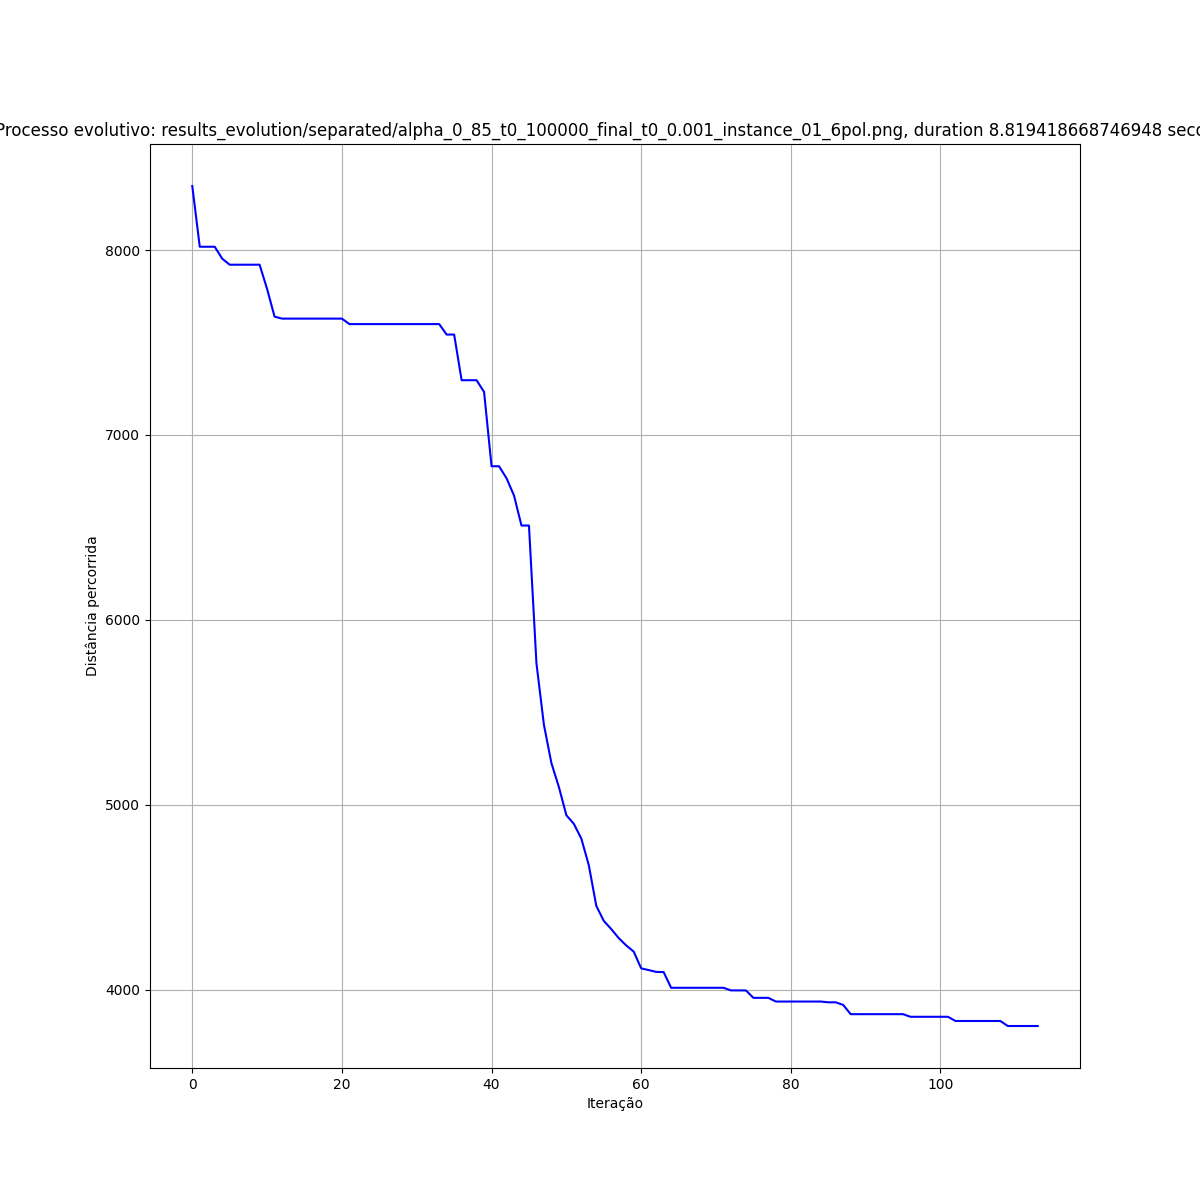 Processo evolutivo: results_evolution/separated/alpha_0_85_t0_100000_final_t0_0.001_instance_01_6pol.png, duration 8.819418668746948
8000
7000
6000
5000
4000
Distância percorrida
0 20 40 60 80 100
Iteração